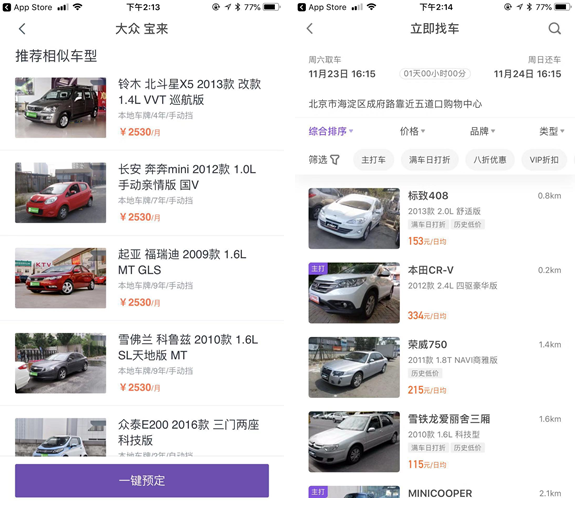 App Store 下午2:13 77%
大众 宝来
推荐相似车型
铃木 北斗星X5 2013款 改款
1.4L VVT 巡航版
本地车牌/4年/手动挡
¥2530/月
长安 奔奔mini 2012款 1.0L
手动亲情版 国V
本地车牌/7年/手动挡
¥2530/月
起亚 福瑞迪 2009款 1.6L
MT GLS
本地车牌/9年/手动挡
¥2530/月
雪佛兰 科鲁兹 2010款 1.6L
SL天地版 MT
本地车牌/9年/手动挡
¥2530/月
众泰E200 2016款 三门两座
科技版
一键预定
App Store 下午2:14 77%
立即找车
周六取车 周日还车
11月23日 16:15 01天00小时00分 11月24日 16:15
北京市海淀区成府路靠近五道口购物中心
综合排序 价格 品牌 类型
筛选 主打车 满车日打折 八折优惠 VIP折扣
标致408 0.8km
2013款 2.0L 舒适版
满车日打折 历史低价
153元/日均
主打 本田CR-V 0.2km
2012款 2.4L 四驱豪华版
334元/日均
荣威750 1.4km
2011款 1.8T NAVI商雅版
历史低价
215元/日均
雪铁龙爱丽舍三厢 1.6km
2010款 1.6L 科技型
满车日打折 历史低价
115元/日均
主打 MINICOOPER 2.1km